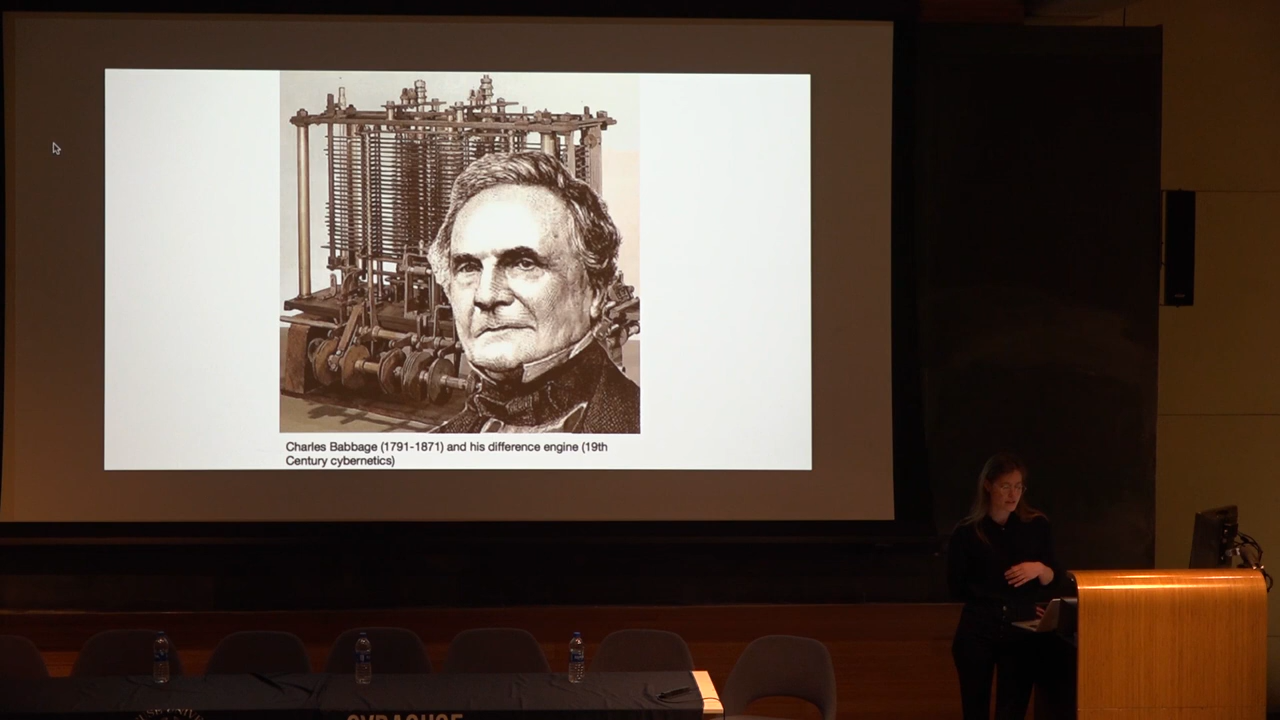 Charles Babbage (1791-1871) and his difference engine (19th
Century cybernetics)
SYRACUSE